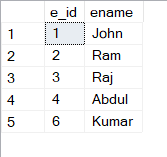 e_id ename
1 1 John
2 2 Ram
3 3 Raj
4 4 Abdul
5 6 Kumar